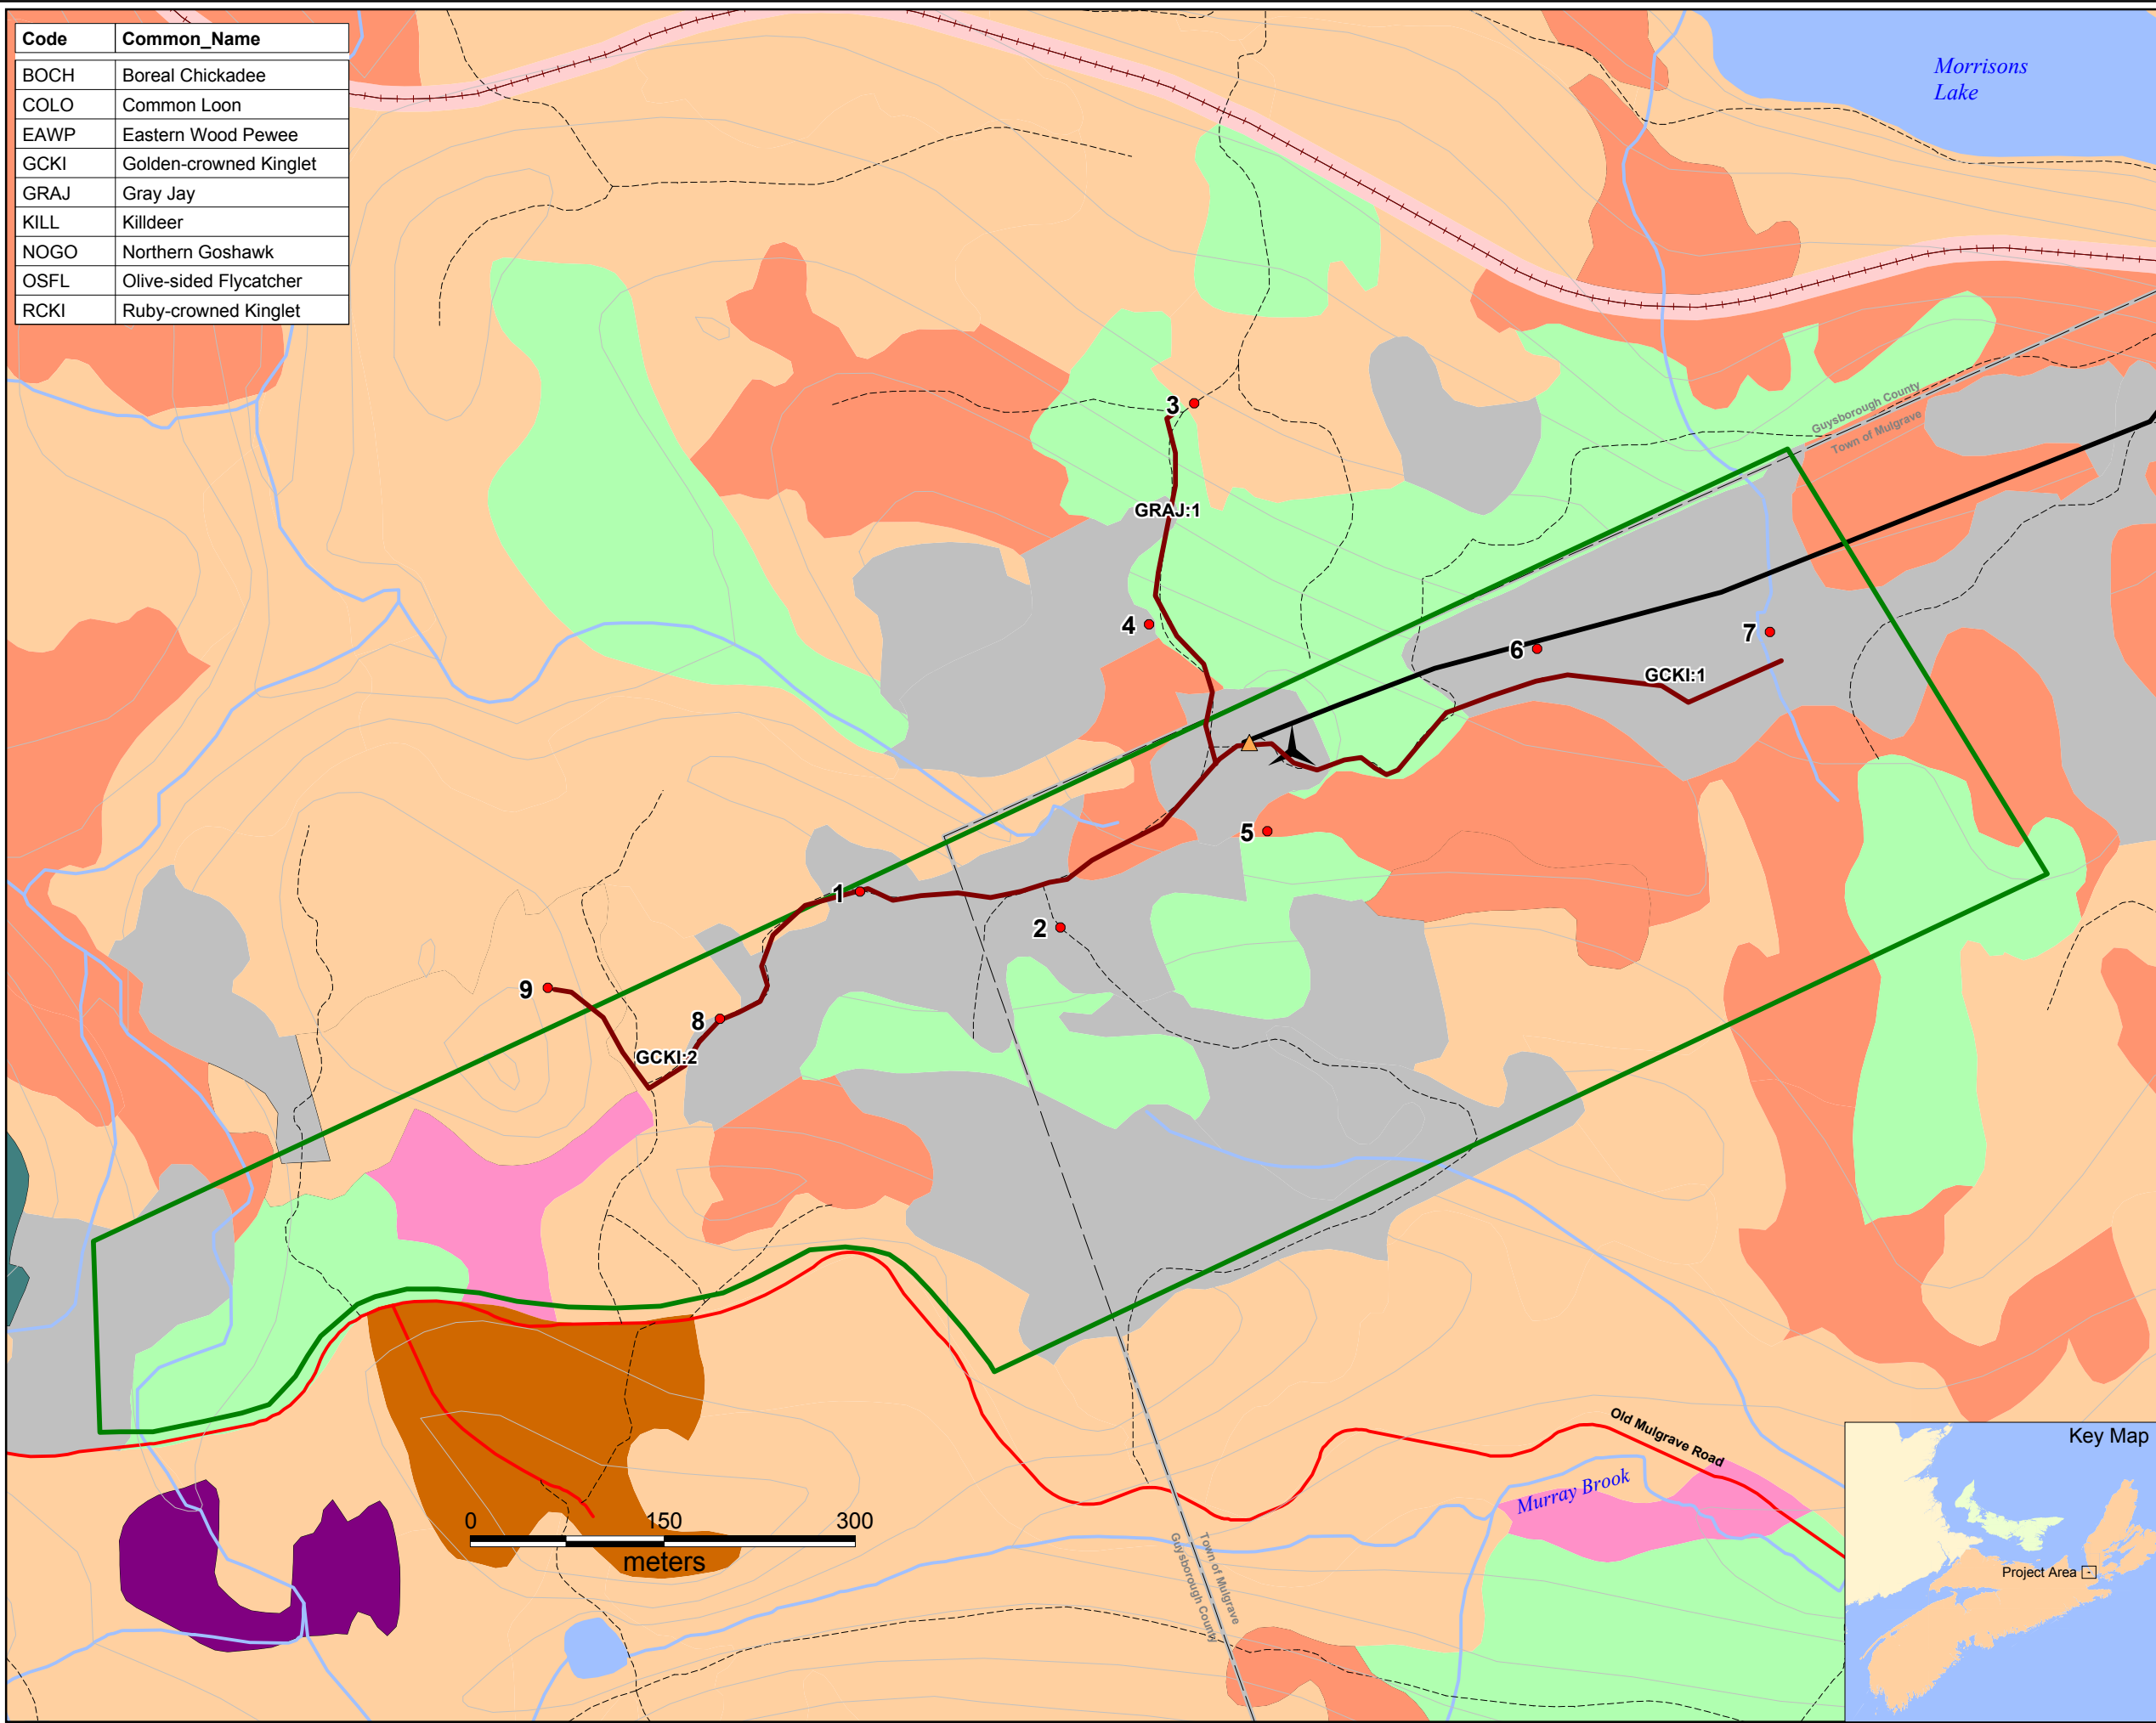 Code Common_Name
BOCH Boreal Chickadee
COLO Common Loon
EAWP Eastern Wood Pewee
GCKI Golden-crowned Kinglet
GRAJ Gray Jay
KILL Killdeer
NOGO Northern Goshawk
OSFL Olive-sided Flycatcher
RCKI Ruby-crowned Kinglet
Morrisons
Lake
Guysborough County
Town of Mulgrave
3
GRAJ:1
4
6
7
GCKI:1
5
1
2
9
8
GCKI:2
Old Mulgrave Road
Murray Brook
0 150 300
meters
Town of Mulgrave
Guysborough County
Key Map
Project Area